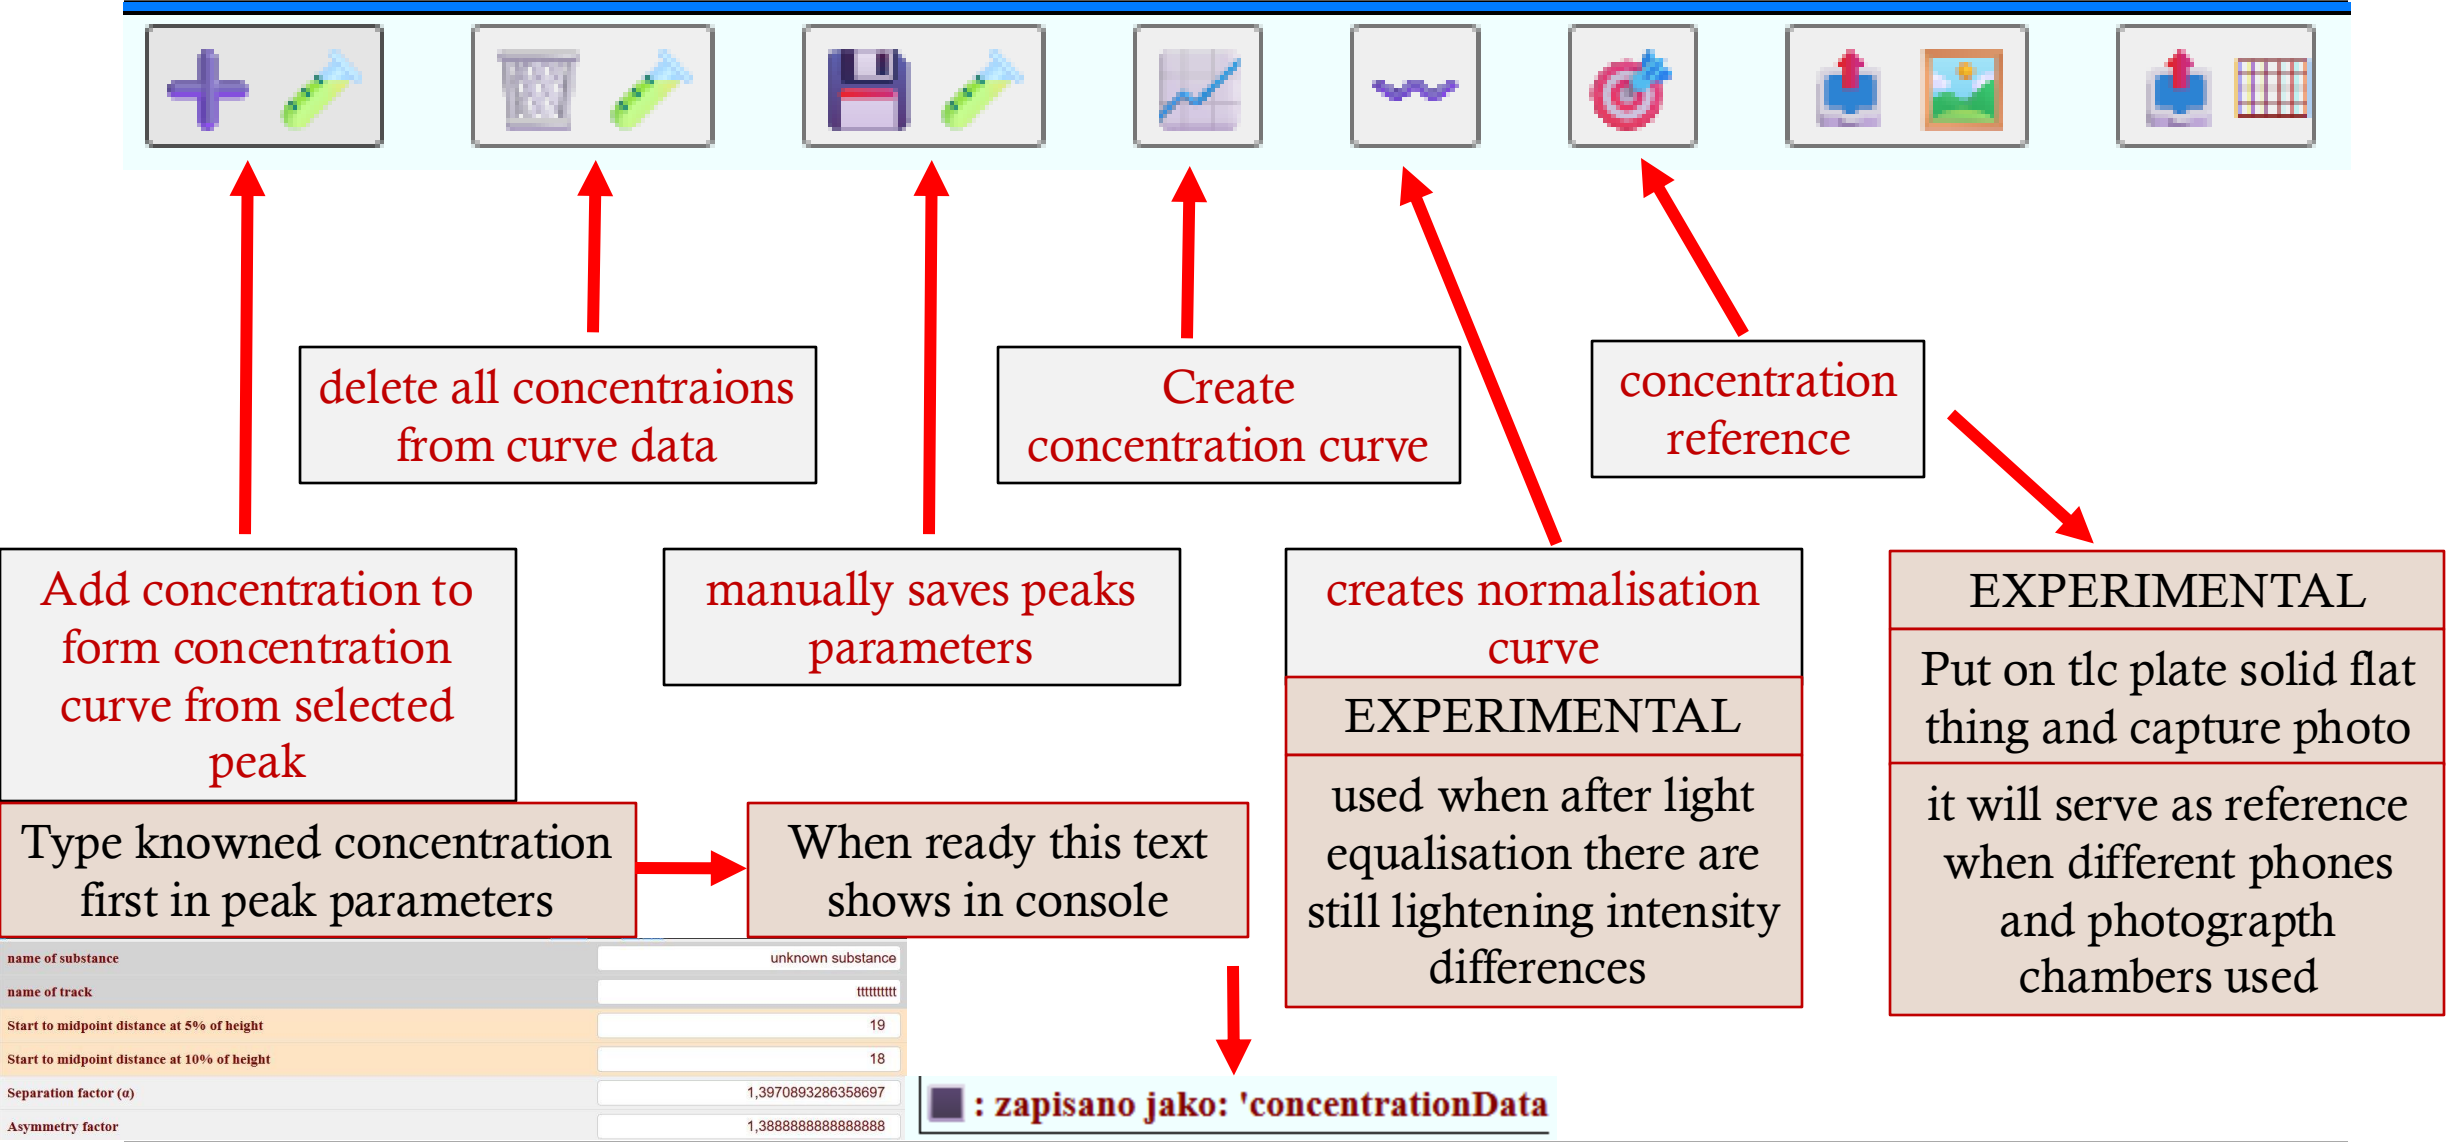 delete all concentraions
from curve data
Create
concentration curve
concentration
reference
Add concentration to
form concentration
curve from selected
peak
manually saves peaks
parameters
creates normalisation
curve
EXPERIMENTAL
used when after light
equalisation there are
still lightening intensity
differences
EXPERIMENTAL
Put on tlc plate solid flat
thing and capture photo
it will serve as reference
when different phones
and photograpth
chambers used
Type knowned concentration
first in peak parameters
When ready this text
shows in console
name of substance unknown substance
name of track tttttttttt
Start to midpoint distance at 5% of height 19
Start to midpoint distance at 10% of height 18
Separation factor (α) 1,3970893286358697
Asymmetry factor 1,3888888888888888
: zapisano jako: 'concentrationData